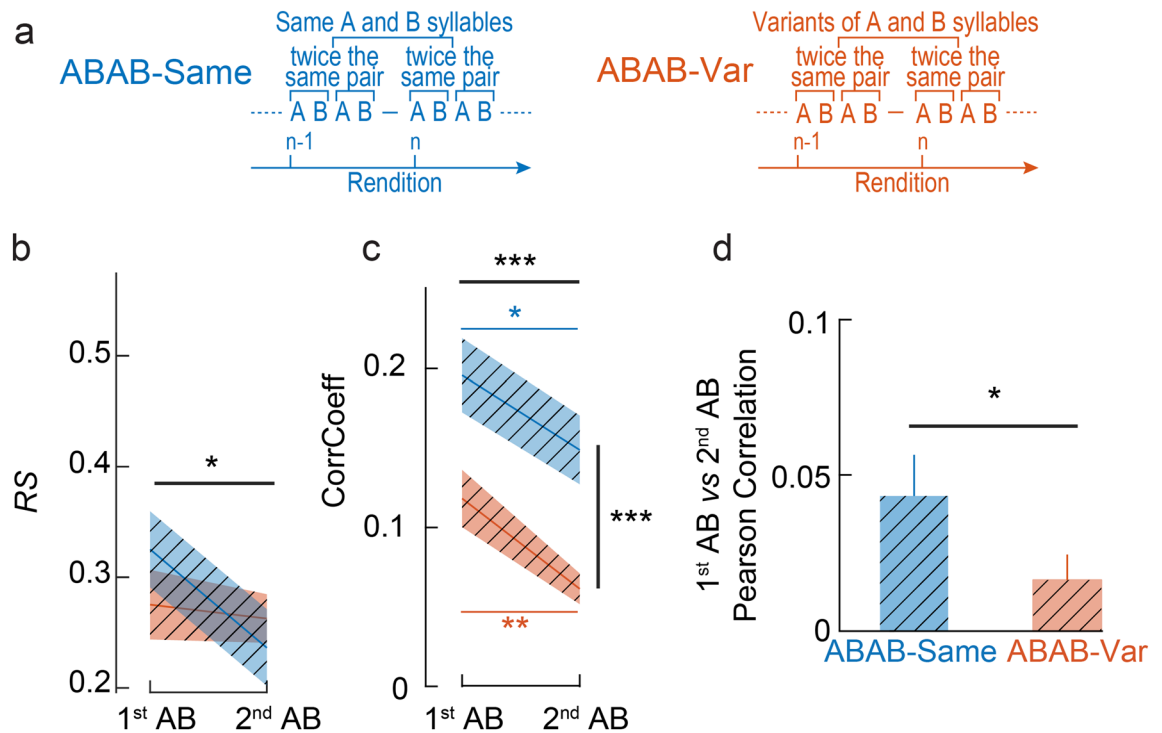 a
ABAB-Same
Same A and B syllables
twice the same pair
twice the same pair
A B A B – A B A B
n-1
n
Rendition
ABAB-Var
Variants of A and B syllables
twice the same pair
twice the same pair
A B A B – A B A B
n-1
n
Rendition
b
RS
0.5
0.4
0.3
0.2
*
1st AB
2nd AB
c
CorrCoeff
0.2
0.1
0
***
*
***
**
1st AB
2nd AB
d
1st AB vs 2nd AB
Pearson Correlation
0.1
0.05
0
*
ABAB-Same
ABAB-Var